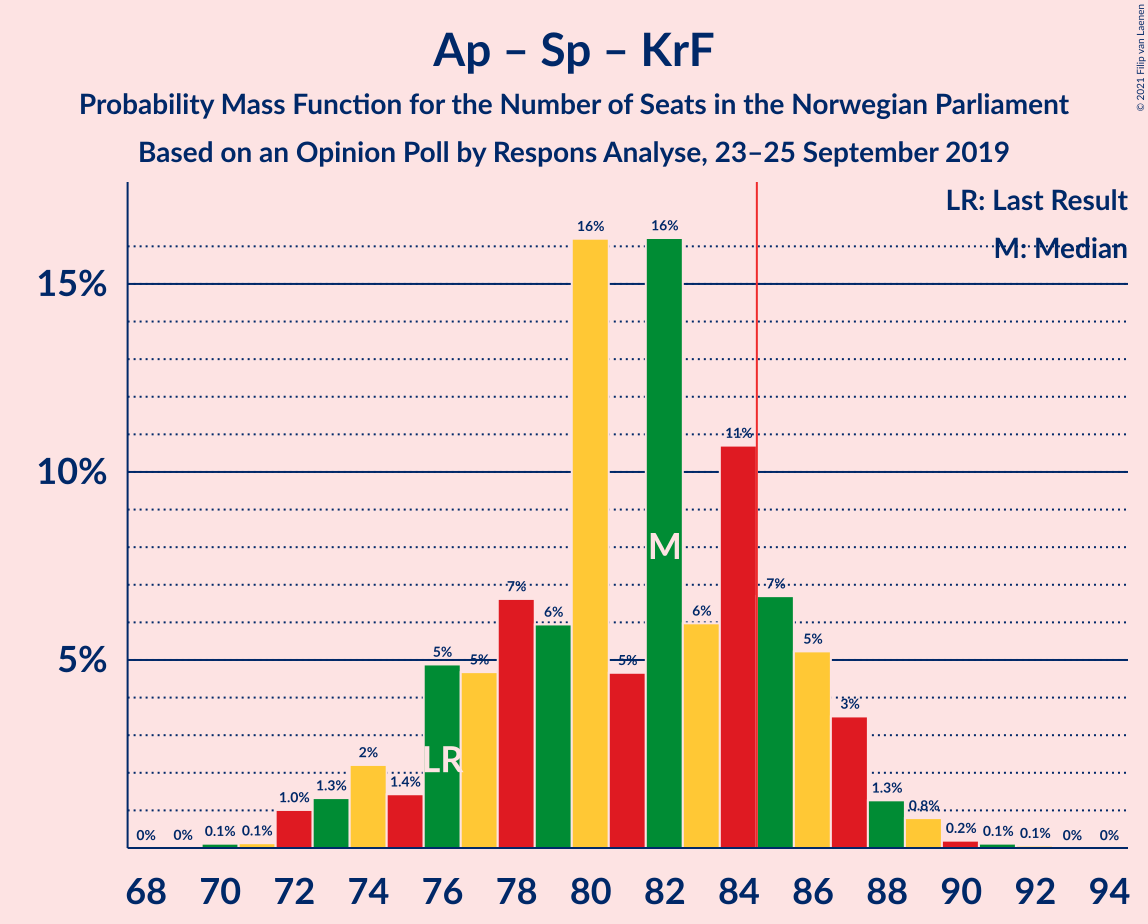 Ap – Sp – KrF
Probability Mass Function for the Number of Seats in the Norwegian Parliament
Based on an Opinion Poll by Respons Analyse, 23–25 September 2019
© 2021 Filip van Laenen
LR: Last Result
M: Median
15%
10%
5%
0% 0% 0.1% 0.1% 1.0% 1.3% 2% 1.4% 5% 5% 7% 6% 16% 5% 16% 6% 11% 7% 5% 3% 1.3% 0.8% 0.2% 0.1% 0.1% 0% 0%
LR
M
68 70 72 74 76 78 80 82 84 86 88 90 92 94